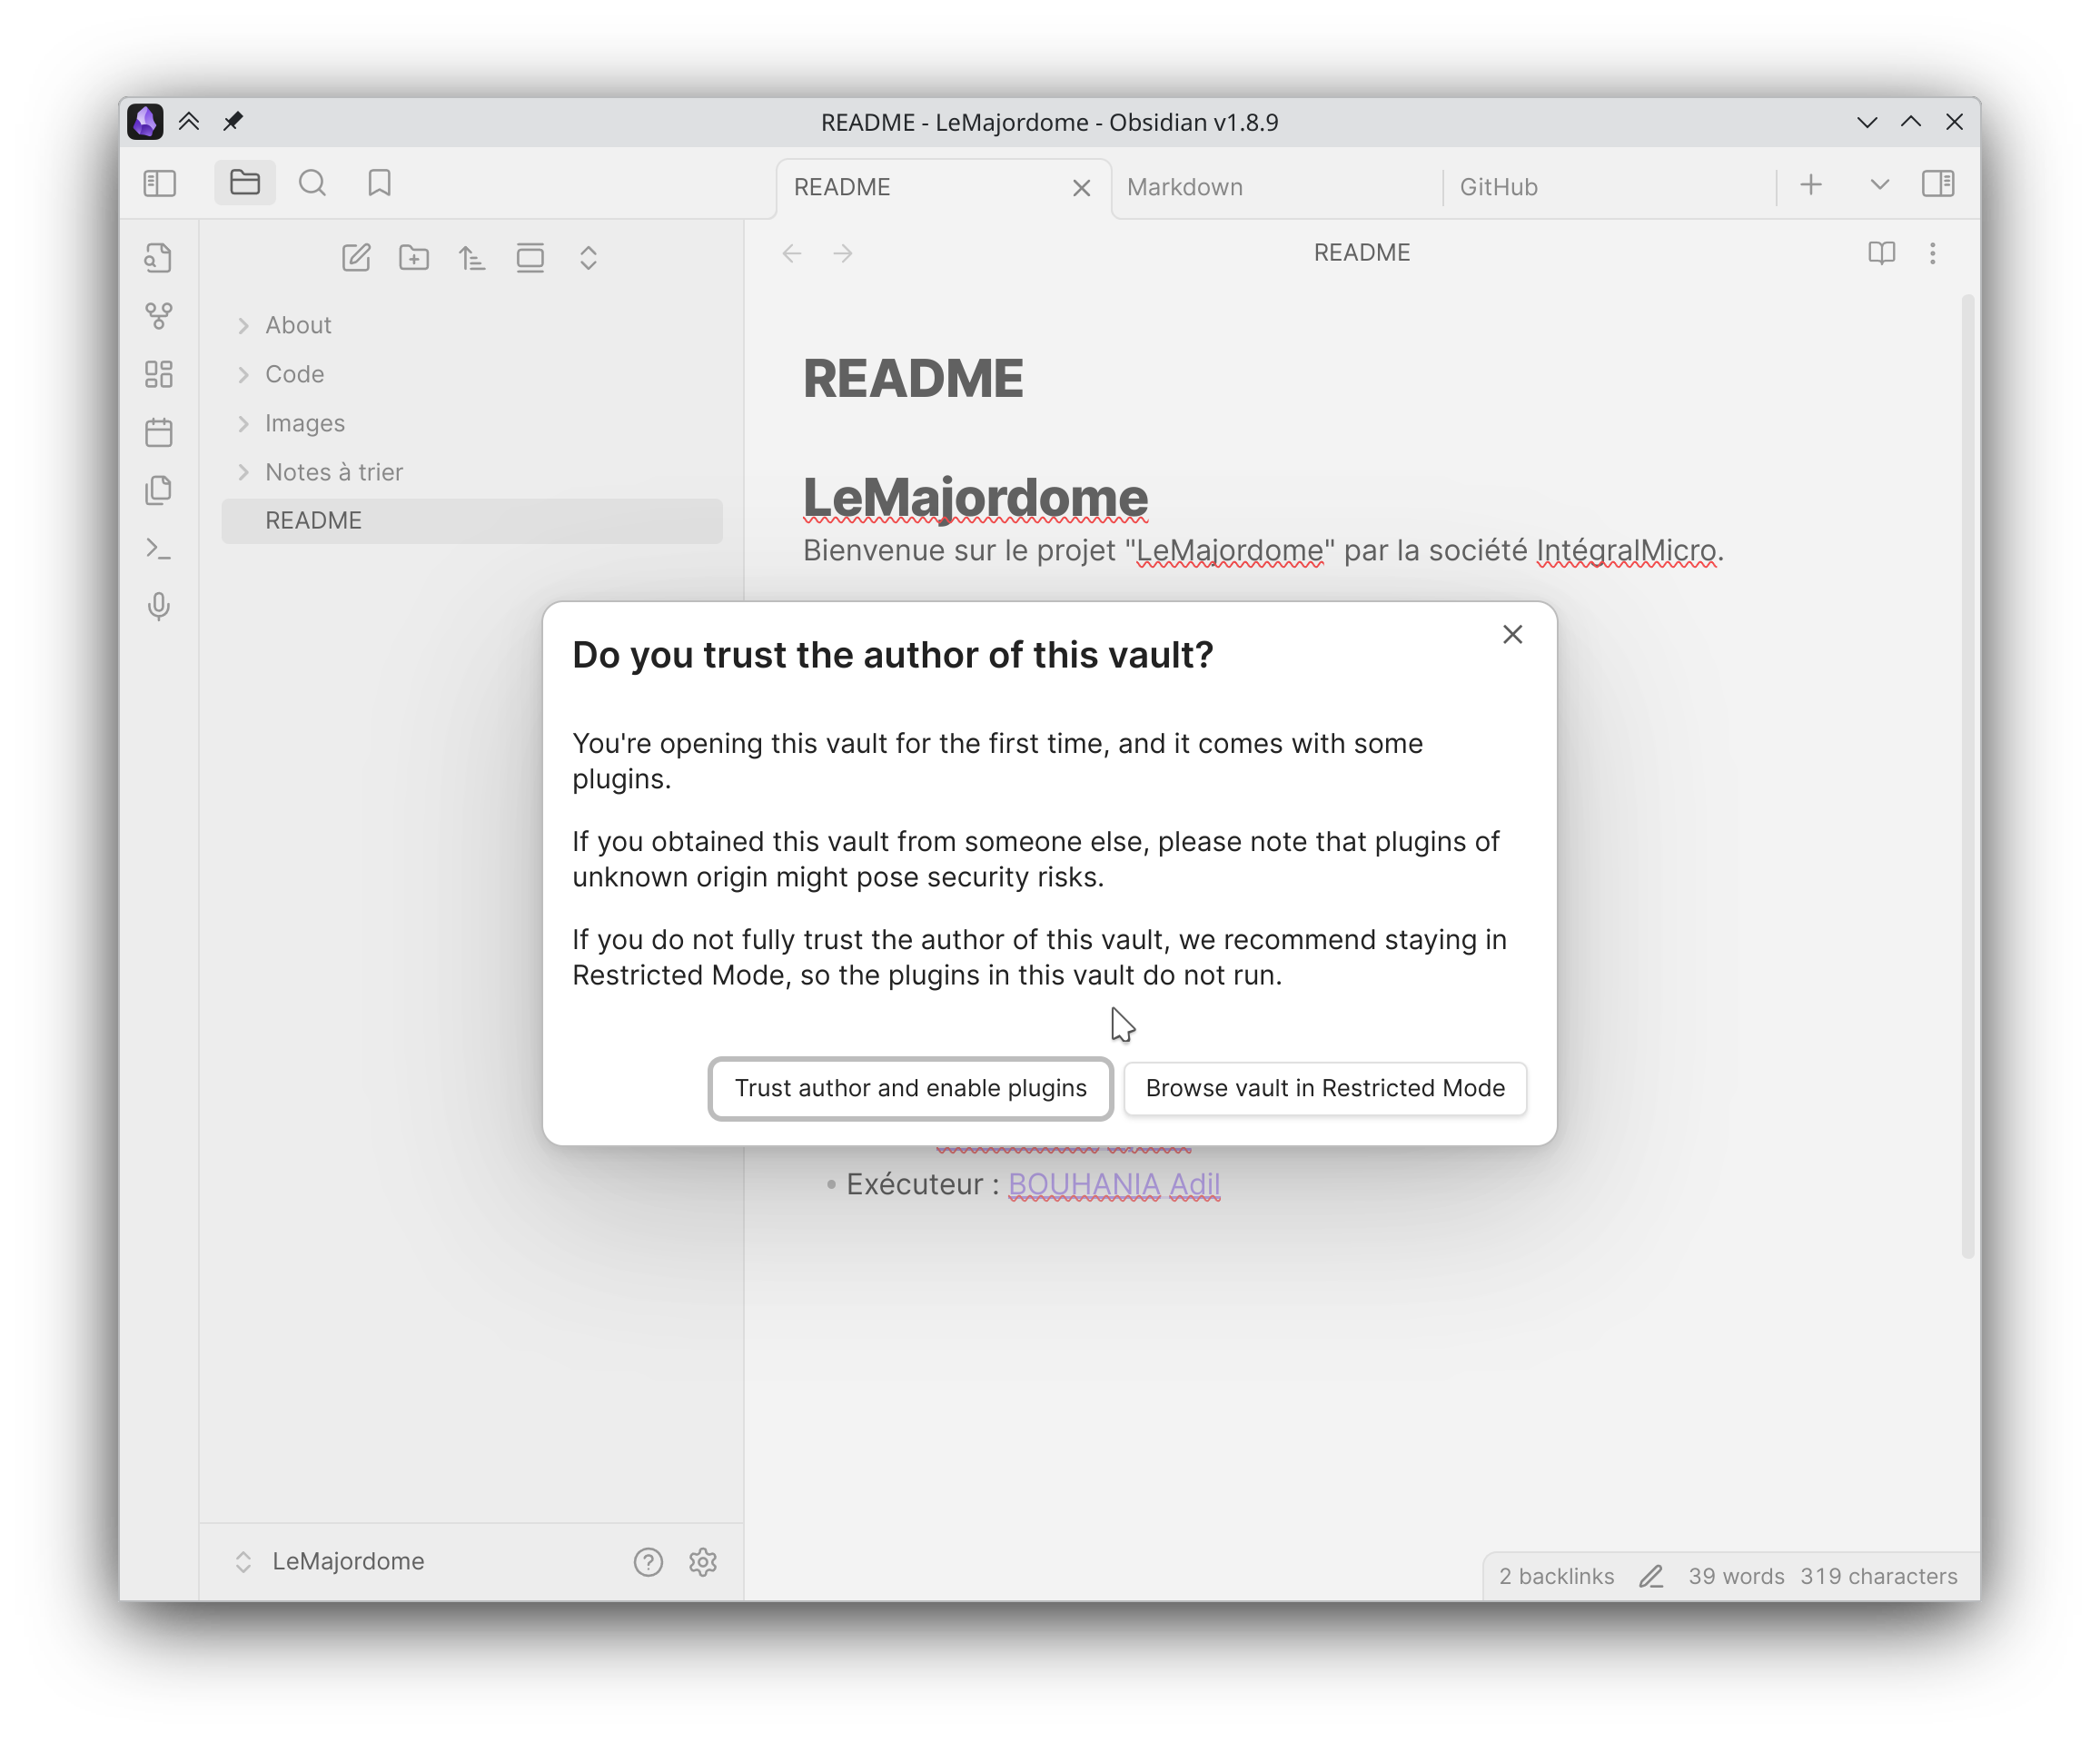 README - LeMajordome - Obsidian v1.8.9
README
Markdown
GitHub
README
About
Code
Images
Notes à trier
README
README
LeMajordome
Bienvenue sur le projet "LeMajordome" par la société IntégralMicro.
Do you trust the author of this vault?
You're opening this vault for the first time, and it comes with some
plugins.
If you obtained this vault from someone else, please note that plugins of
unknown origin might pose security risks.
If you do not fully trust the author of this vault, we recommend staying in
Restricted Mode, so the plugins in this vault do not run.
Trust author and enable plugins
Browse vault in Restricted Mode
• Exécuteur : BOUHANIA Adil
LeMajordome
2 backlinks
39 words
319 characters